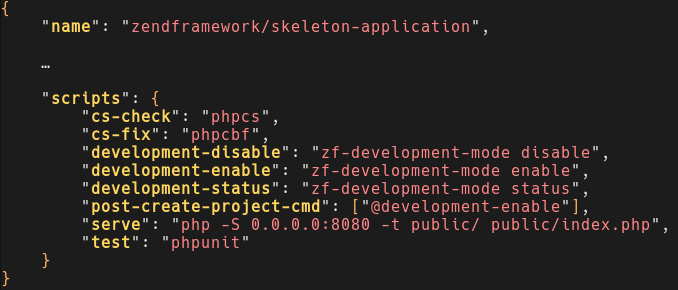 {
    "name": "zendframework/skeleton-application",
    …
    "scripts": {
        "cs-check": "phpcs",
        "cs-fix": "phpcbf",
        "development-disable": "zf-development-mode disable",
        "development-enable": "zf-development-mode enable",
        "development-status": "zf-development-mode status",
        "post-create-project-cmd": ["@development-enable"],
        "serve": "php -S 0.0.0.0:8080 -t public/ public/index.php",
        "test": "phpunit"
    }
}